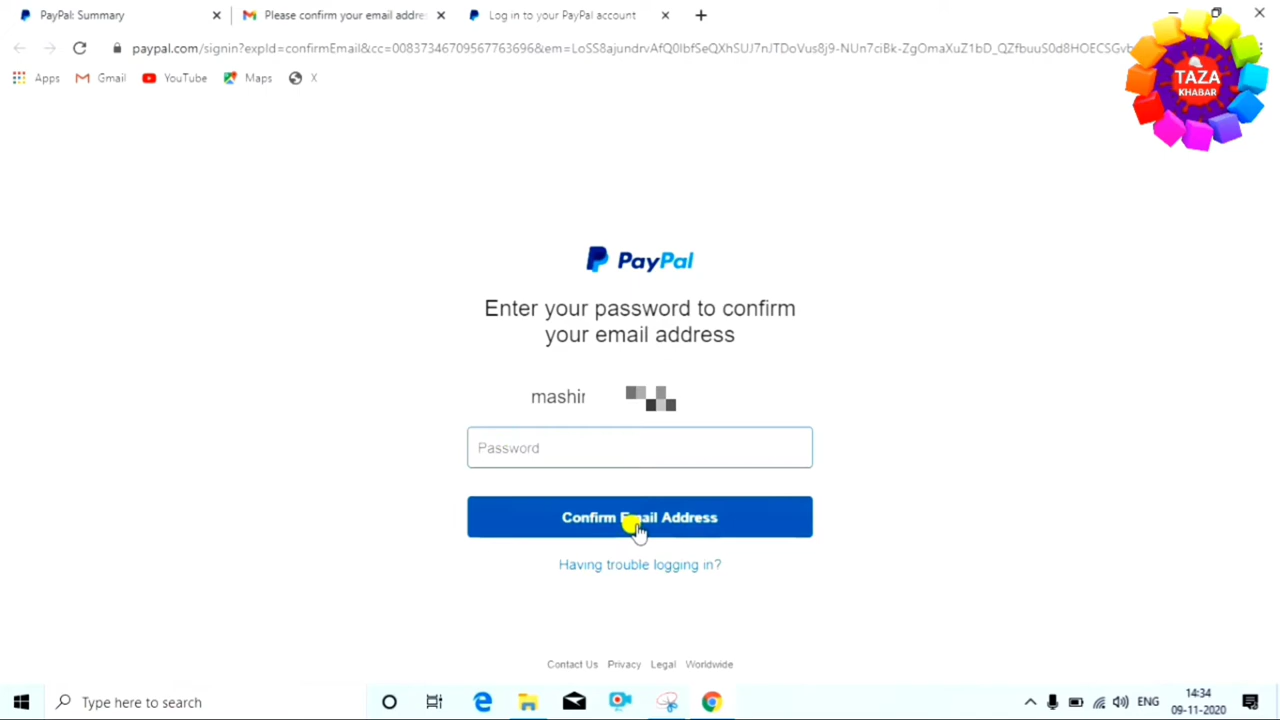 PayPal: Summary
Please confirm your email addre
Log in to your PayPal account
paypal.com/signin?expId=confirmEmail&cc=00837346709567763696&em=
Apps
Gmail
YouTube
Maps
X
TAZA
KHABAR
PayPal
Enter your password to confirm
your email address
mashir
Password
Confirm Email Address
Having trouble logging in?
Contact Us
Privacy
Legal
Worldwide
Type here to search
ENG
14:34
09-11-2020